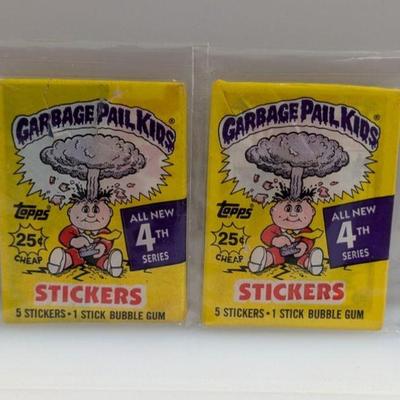 GARBAGE PAIL KIDS
Topps
ALL NEW
4TH
SERIES
25¢
CHEAP
STICKERS
5 STICKERS • 1 STICK BUBBLE GUM
GARBAGE PAIL KIDS
Topps
ALL NEW
4TH
SERIES
25¢
CHEAP
STICKERS
5 STICKERS • 1 STICK BUBBLE GUM